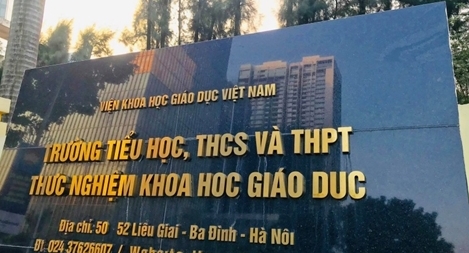 VIỆN KHOA HỌC GIÁO DỤC VIỆT NAM
TRƯỜNG TIỂU HỌC, THCS VÀ THPT
THỰC NGHIỆM KHOA HỌC GIÁO DỤC
Địa chỉ: 50 52 Liễu Giai - Ba Đình - Hà Nội
ĐT: 024.37626607 / Website